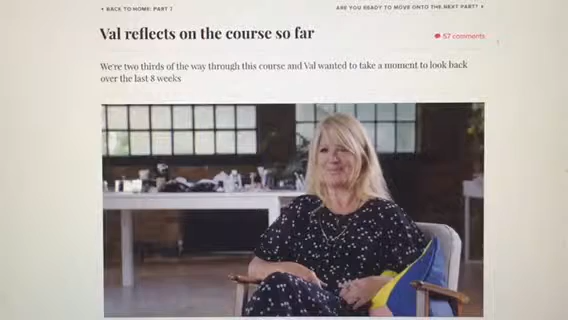 BACK TO HOME: PART 2
ARE YOU READY TO MOVE ONTO THE NEXT PART?
Val reflects on the course so far
57 comments
We're two thirds of the way through this course and Val wanted to take a moment to look back
over the last 8 weeks